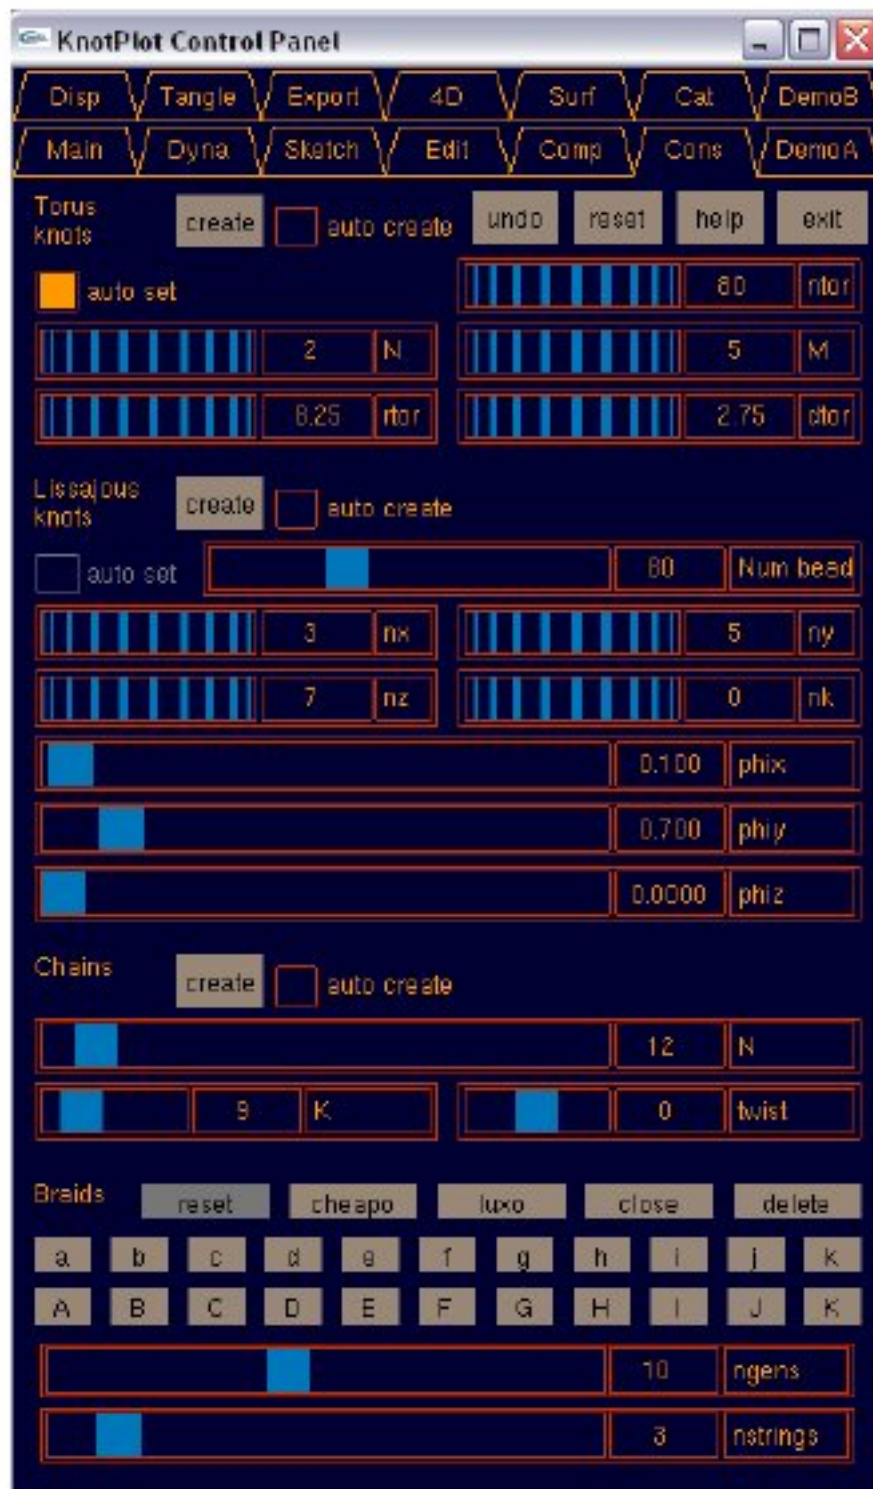 KnotPlot Control Panel
Disp Tangle Export 4D Surf Cat DemoB
Main Dyna Sketch Edit Comp Cons DemoA
Torus knots create auto create undo reset help exit
auto set 80 ntor
2 N 5 M
8.25 rtor 2.75 dtor
Lissajous knots create auto create
auto set 80 Num bead
3 nx 5 ny
7 nz 0 nk
0.100 phix
0.700 phiy
0.0000 phiz
Chains create auto create
12 N
9 K 0 twist
Braids reset cheapo luxo close delete
a b c d e f g h i j k
A B C D E F G H I J K
10 ngens
3 nstrings